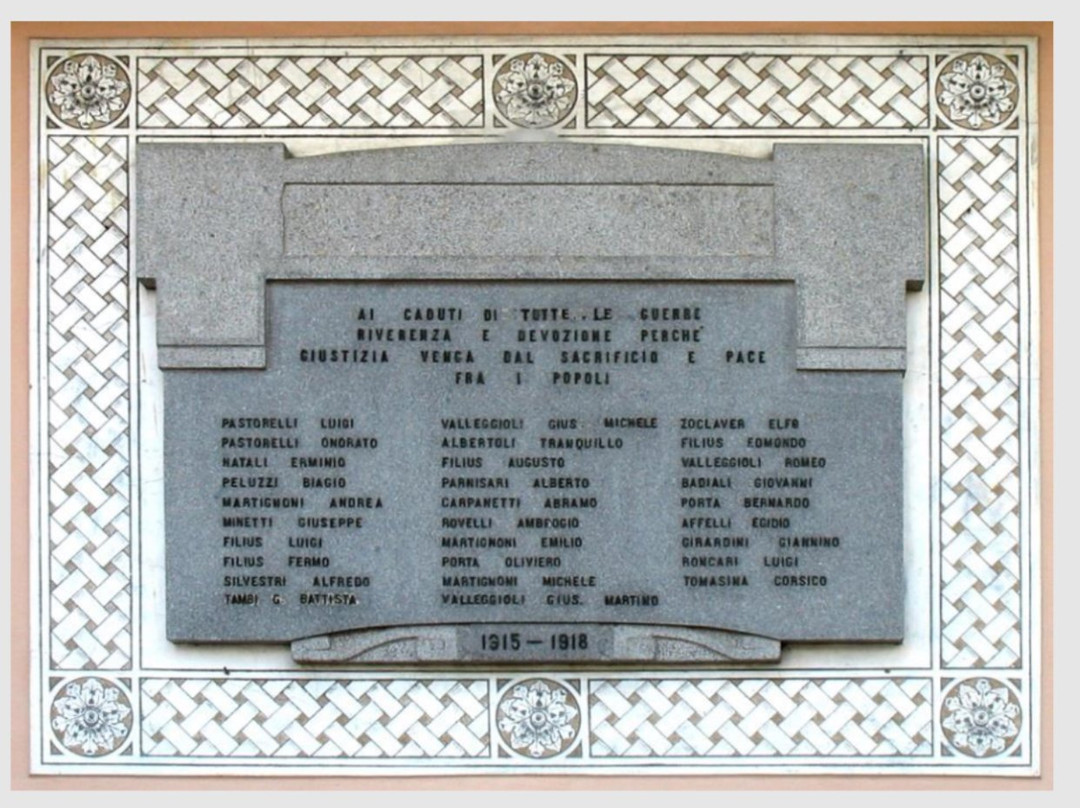 AI CADUTI DI TUTTE LE GUERRE
RIVERENZA E DEVOZIONE PERCHE'
GIUSTIZIA VENGA DAL SACRIFICIO E PACE
FRA I POPOLI
PASTORELLI LUIGI
PASTORELLI ONORATO
NATALI ERMINIO
PELUZZI BIAGIO
MARTIGNONI ANDREA
MINETTI GIUSEPPE
FILIUS LUIGI
FILIUS FERMO
SILVESTRI ALFREDO
TAMBI G. BATTISTA
VALLEGGIOLI GIUS. MICHELE
ALBERTOLI TRANQUILLO
FILIUS AUGUSTO
PARNISARI ALBERTO
CARPANETTI ABRAMO
ROVELLI AMBROGIO
MARTIGNONI EMILIO
PORTA OLIVIERO
MARTIGNONI MICHELE
VALLEGGIOLI GIUS. MARTINO
ZOCLAVER ELFO
FILIUS EDMONDO
VALLEGGIOLI ROMEO
BADIALI GIOVANNI
PORTA BERNARDO
AFFELLI EGIDIO
GIRARDINI GIANNINO
RONCARI LUIGI
TOMASINA CORSICO
1915 — 1918